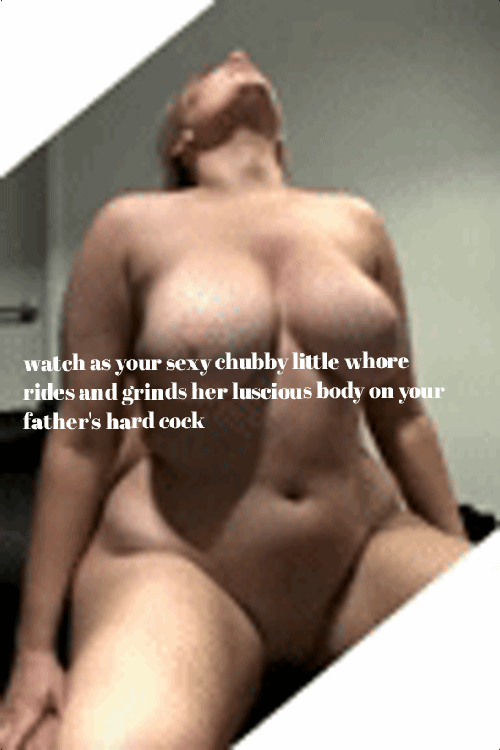 watch as your sexy chubby little whore
rides and grinds her luscious body on your
father's hard cock